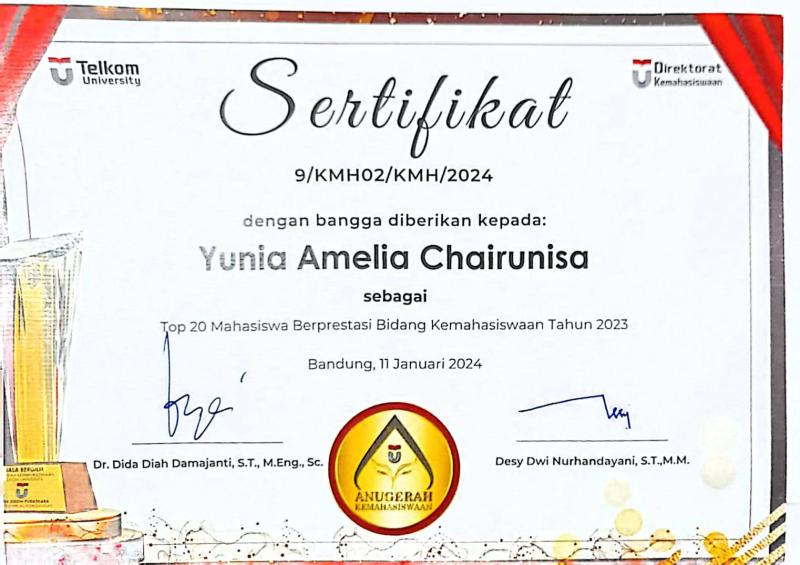 Telkom
University
Direktorat
Kemahasiswaan
Sertifikat
9/KMH02/KMH/2024
dengan bangga diberikan kepada:
Yunia Amelia Chairunisa
sebagai
Top 20 Mahasiswa Berprestasi Bidang Kemahasiswaan Tahun 2023
Bandung, 11 Januari 2024
Dr. Dida Diah Damajanti, S.T., M.Eng., Sc.
Desy Dwi Nurhandayani, S.T.,M.M.
ANUGERAH
KEMAHASISWAAN